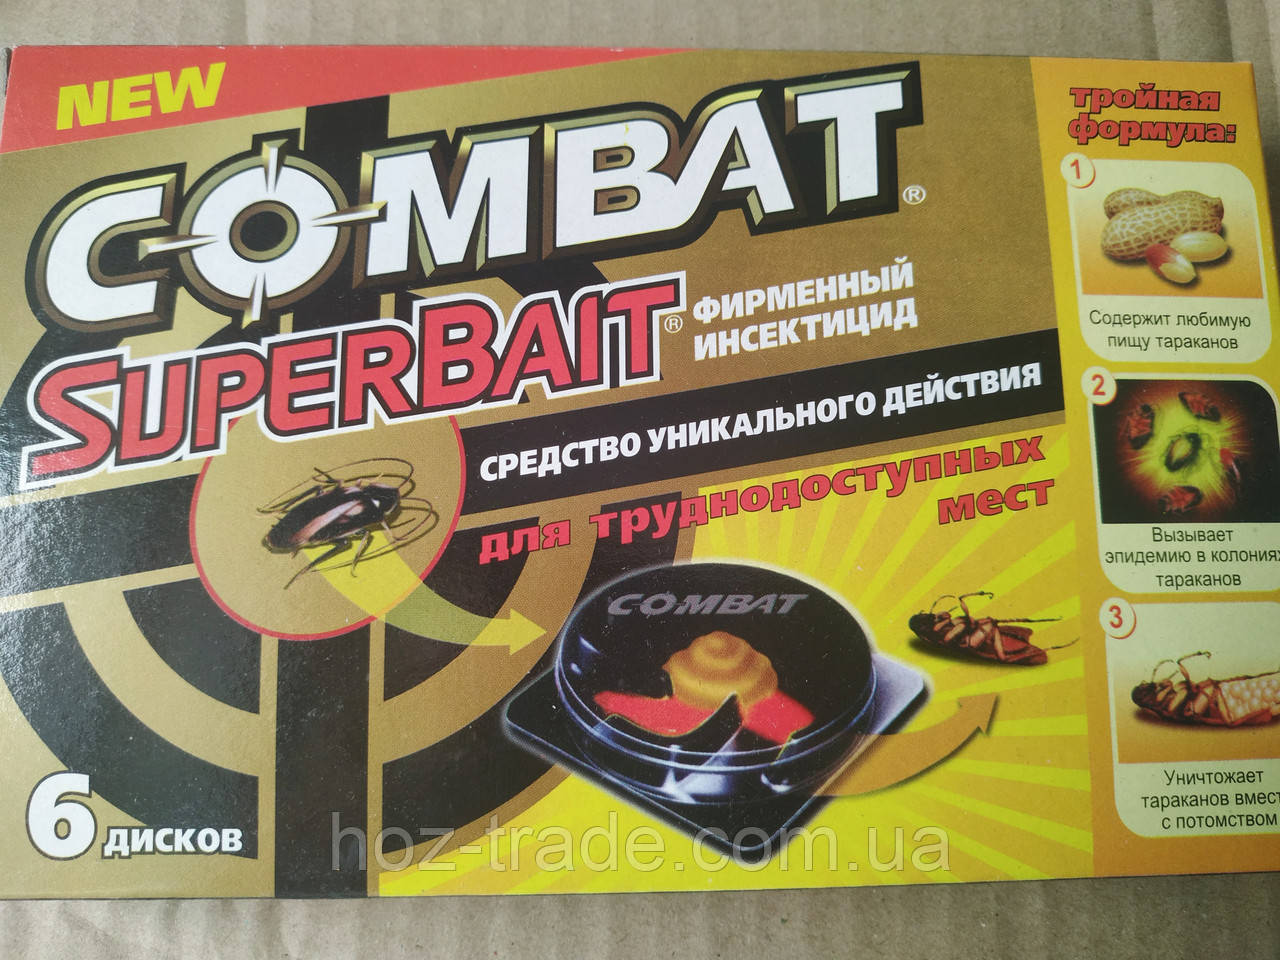 NEW
COMBAT®
SUPERBAIT®
ФИРМЕННЫЙ
ИНСЕКТИЦИД
СРЕДСТВО УНИКАЛЬНОГО ДЕЙСТВИЯ
для труднодоступных
мест
COMBAT
6 ДИСКОВ
тройная
формула:
1
Содержит любимую
пищу тараканов
2
Вызывает
эпидемию в колониях
тараканов
3
Уничтожает
тараканов вмест
с потомством
hoz-trade.com.ua